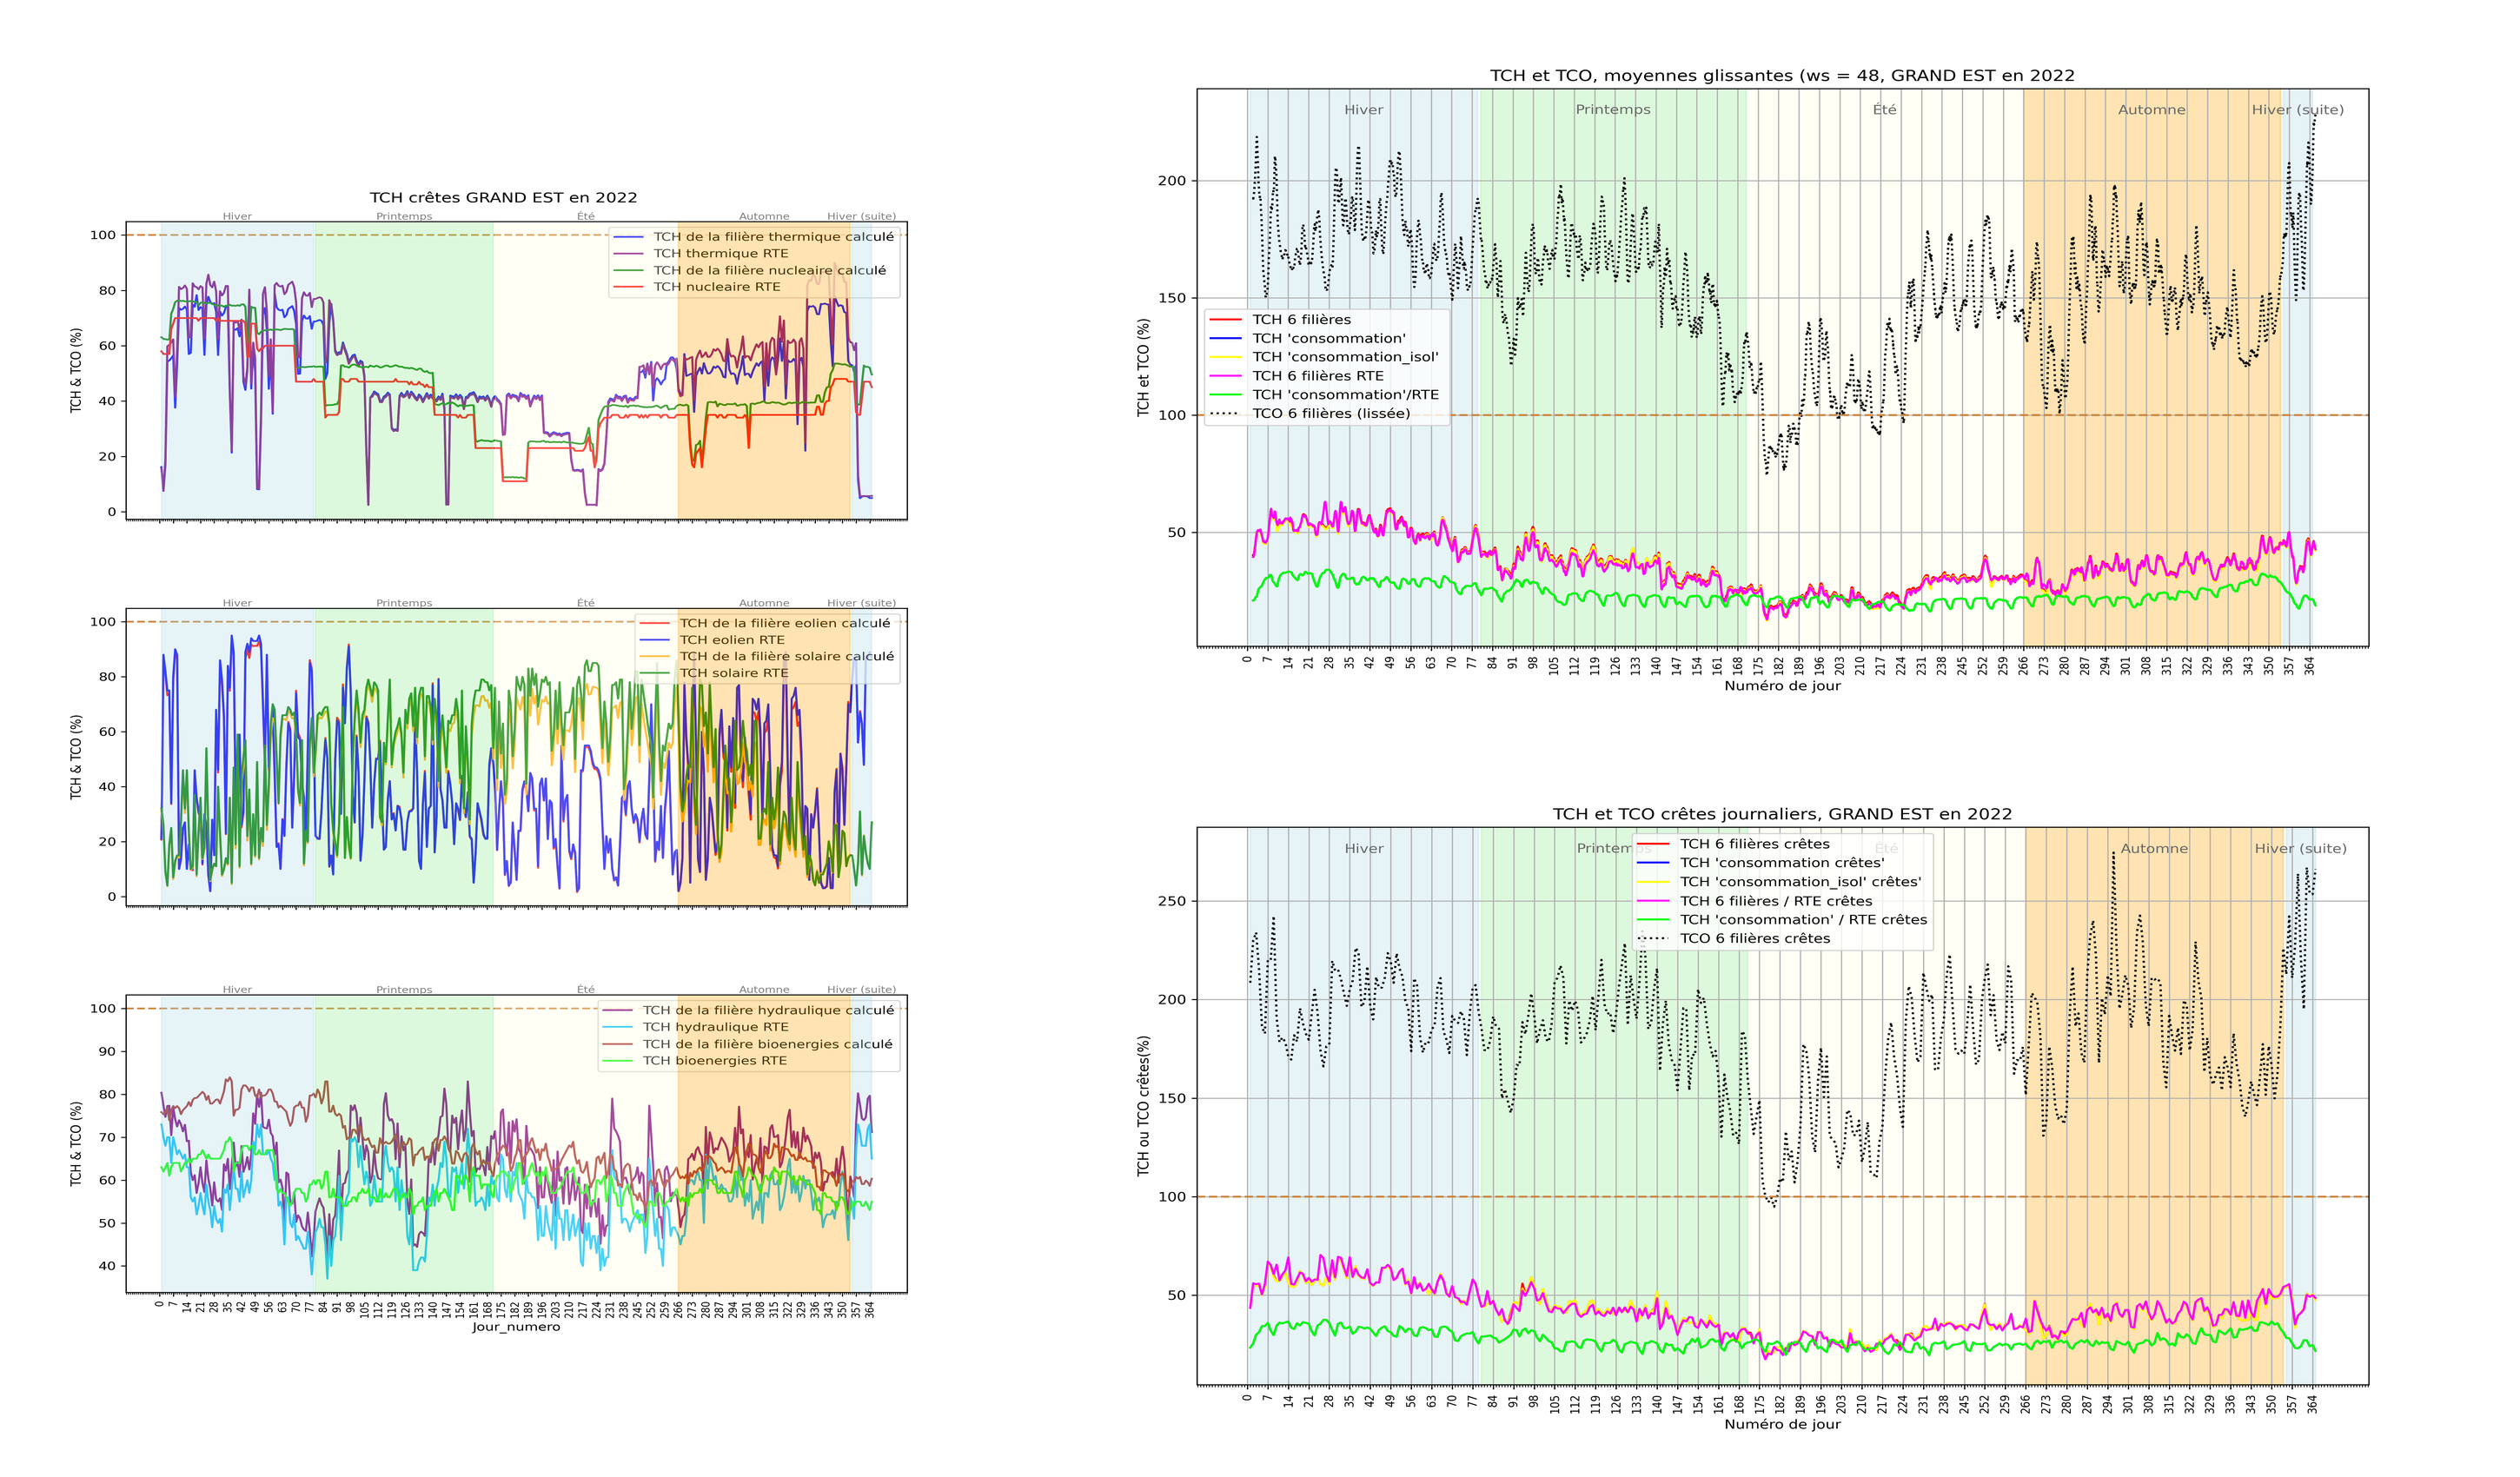 TCH crêtes GRAND EST en 2022
Hiver Printemps Été Automne Hiver (suite)
TCH & TCO (%)
100
80
60
40
20
0
TCH de la filière thermique calculé
TCH thermique RTE
TCH de la filière nucleaire calculé
TCH nucleaire RTE
Hiver Printemps Été Automne Hiver (suite)
TCH & TCO (%)
100
80
60
40
20
0
TCH de la filière eolien calculé
TCH eolien RTE
TCH de la filière solaire calculé
TCH solaire RTE
Hiver Printemps Été Automne Hiver (suite)
TCH & TCO (%)
100
90
80
70
60
50
40
TCH de la filière hydraulique calculé
TCH hydraulique RTE
TCH de la filière bioenergies calculé
TCH bioenergies RTE
0 7 14 21 28 35 42 49 56 63 70 77 84 91 98 105 112 119 126 133 140 147 154 161 168 175 182 189 196 203 210 217 224 231 238 245 252 259 266 273 280 287 294 301 308 315 322 329 336 343 350 357 364
Jour_numero
TCH et TCO, moyennes glissantes (ws = 48, GRAND EST en 2022
Hiver Printemps Été Automne Hiver (suite)
TCH et TCO (%)
200
150
100
50
TCH 6 filières
TCH 'consommation'
TCH 'consommation_isol'
TCH 6 filières RTE
TCH 'consommation'/RTE
TCO 6 filières (lissée)
0 7 14 21 28 35 42 49 56 63 70 77 84 91 98 105 112 119 126 133 140 147 154 161 168 175 182 189 196 203 210 217 224 231 238 245 252 259 266 273 280 287 294 301 308 315 322 329 336 343 350 357 364
Numéro de jour
TCH et TCO crêtes journaliers, GRAND EST en 2022
Hiver Printemps Été Automne Hiver (suite)
TCH ou TCO crêtes(%)
250
200
150
100
50
TCH 6 filières crêtes
TCH 'consommation crêtes'
TCH 'consommation_isol' crêtes'
TCH 6 filières / RTE crêtes
TCH 'consommation' / RTE crêtes
TCO 6 filières crêtes
0 7 14 21 28 35 42 49 56 63 70 77 84 91 98 105 112 119 126 133 140 147 154 161 168 175 182 189 196 203 210 217 224 231 238 245 252 259 266 273 280 287 294 301 308 315 322 329 336 343 350 357 364
Numéro de jour